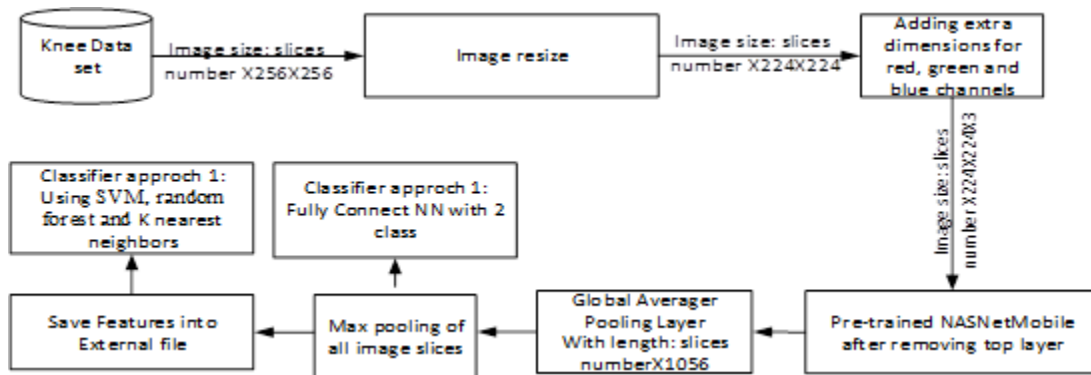 Knee Data
set
Image size: slices
number X256X256
Image resize
Image size: slices
number X224X224
Adding extra
dimensions for
red, green and
blue channels
Image size: slices
number X224X224X3
Classifier approch 1:
Using SVM, random
forest and K nearest
neighbors
Classifier approch 1:
Fully Connect NN with 2
class
Save Features into
External file
Max pooling of
all image slices
Global Averager
Pooling Layer
With length: slices
numberX1056
Pre-trained NASNetMobile
after removing top layer